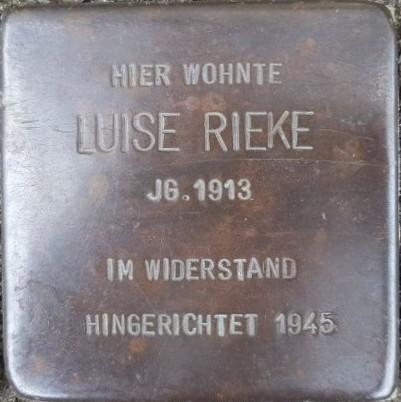 HIER WOHNTE
LUISE RIEKE
JG. 1913
IM WIDERSTAND
HINGERICHTET 1945